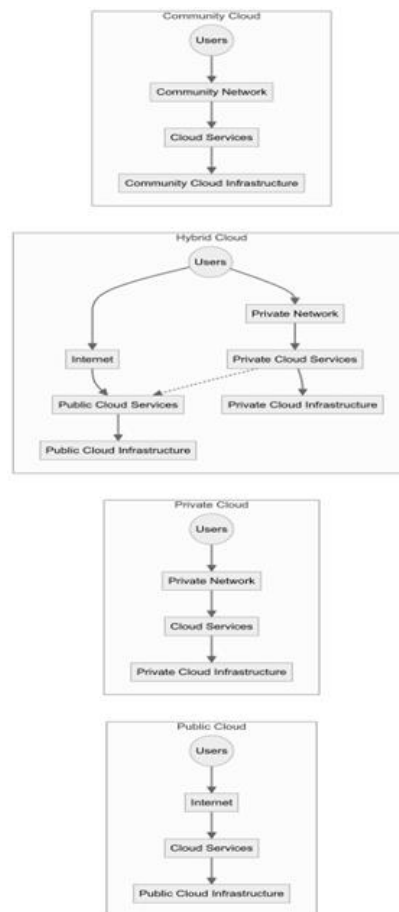 Community Cloud
Users
Community Network
Cloud Services
Community Cloud Infrastructure
Hybrid Cloud
Users
Private Network
Internet
Private Cloud Services
Public Cloud Services
Private Cloud Infrastructure
Public Cloud Infrastructure
Private Cloud
Users
Private Network
Cloud Services
Private Cloud Infrastructure
Public Cloud
Users
Internet
Cloud Services
Public Cloud Infrastructure